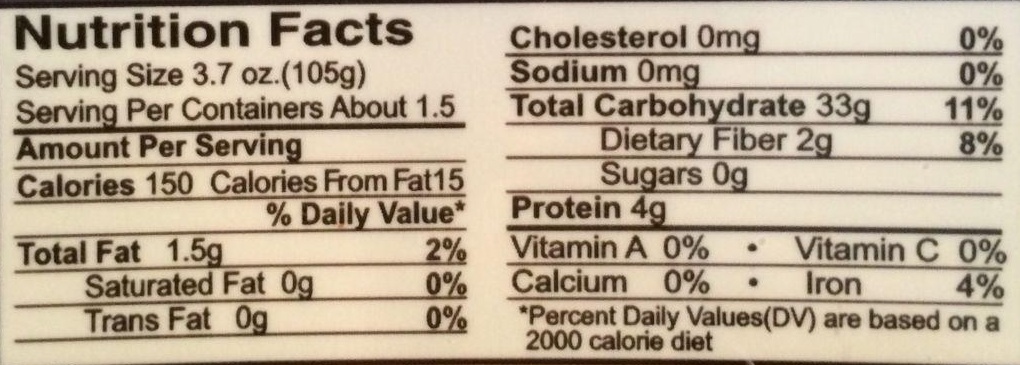 Nutrition Facts
Serving Size 3.7 oz.(105g)
Serving Per Containers About 1.5
Amount Per Serving
Calories 150 Calories From Fat15
% Daily Value*
Total Fat 1.5g 2%
Saturated Fat 0g 0%
Trans Fat 0g 0%
Cholesterol 0mg 0%
Sodium 0mg 0%
Total Carbohydrate 33g 11%
Dietary Fiber 2g 8%
Sugars 0g
Protein 4g
Vitamin A 0% • Vitamin C 0%
Calcium 0% • Iron 4%
*Percent Daily Values(DV) are based on a
2000 calorie diet